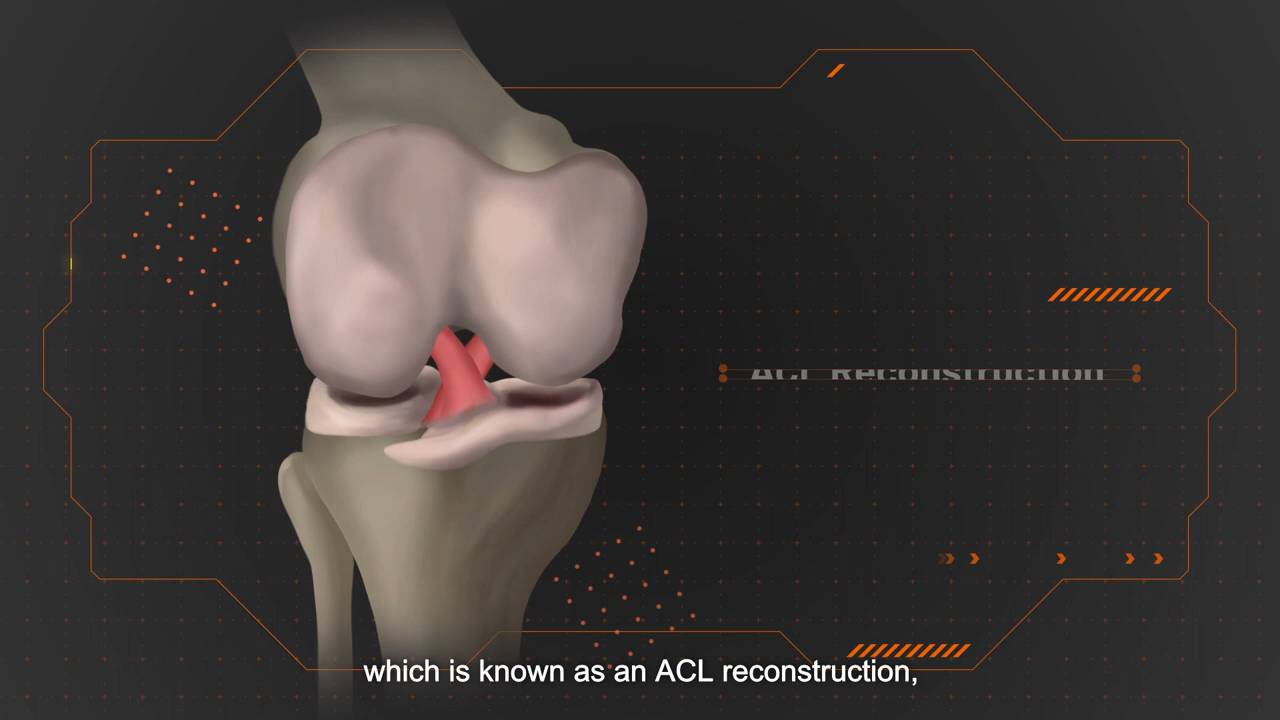 ACL Reconstruction
which is known as an ACL reconstruction,